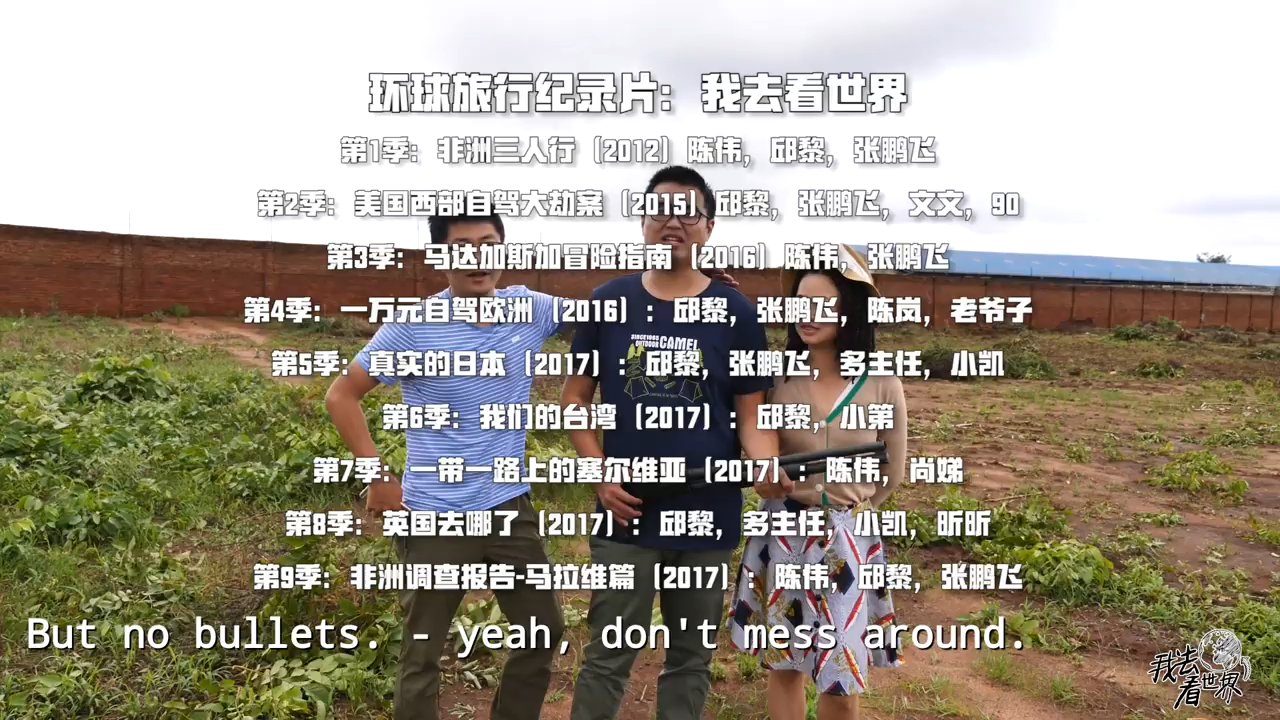 环球旅行纪录片：我去看世界
第1季：非洲三人行（2012）陈伟，邱黎，张鹏飞
第2季：美国西部自驾大劫案（2015）邱黎，张鹏飞，文文，90
第3季：马达加斯加冒险指南（2016）陈伟，张鹏飞
第4季：一万元自驾欧洲（2016）：邱黎，张鹏飞，陈岚，老爷子
第5季：真实的日本（2017）：邱黎，张鹏飞，多主任，小凯
第6季：我们的台湾（2017）：邱黎，小第
第7季：一带一路上的塞尔维亚（2017）：陈伟，尚娣
第8季：英国去哪了（2017）：邱黎，多主任，小凯，昕昕
第9季：非洲调查报告-马拉维篇（2017）：陈伟，邱黎，张鹏飞
SINCE1985
OUTDOOR CAMEL
But no bullets. - yeah, don't mess around.
我去看世界